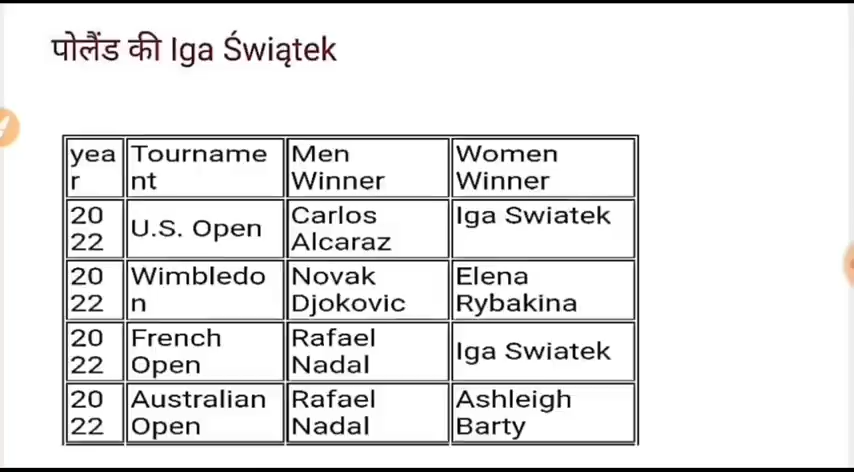 पोलैंड की Iga Świątek
yea Tourname Men Women
r nt Winner Winner
20 U.S. Open Carlos Iga Swiatek
22 Alcaraz
20 Wimbledo Novak Elena
22 n Djokovic Rybakina
20 French Rafael Iga Swiatek
22 Open Nadal
20 Australian Rafael Ashleigh
22 Open Nadal Barty